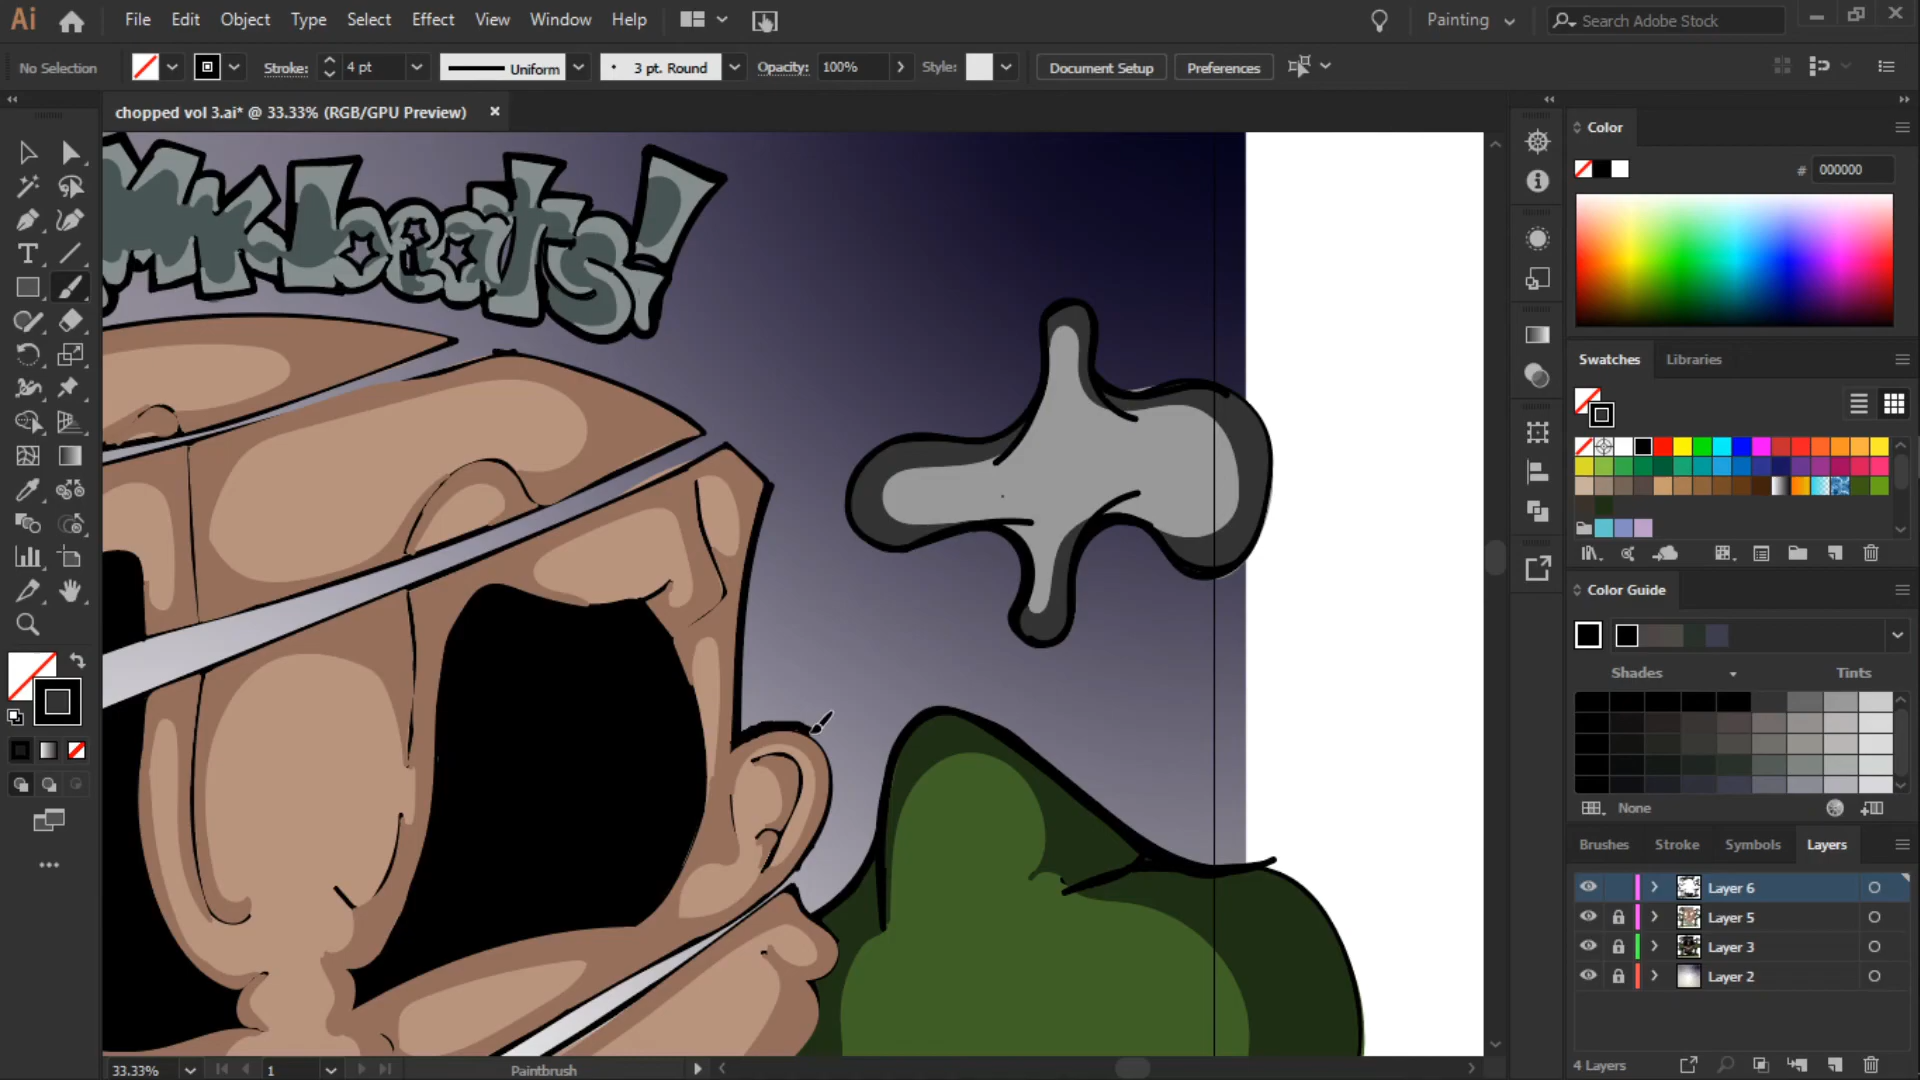 Ai File Edit Object Type Select Effect View Window Help Painting Search Adobe Stock
No Selection Stroke: 4 pt Uniform 3 pt. Round Opacity: 100% Style: Document Setup Preferences
chopped vol 3.ai* @ 33.33% (RGB/GPU Preview)
beats!
Color
# 000000
Swatches Libraries
Color Guide
Shades Tints
None
Brushes Stroke Symbols Layers
Layer 6
Layer 5
Layer 3
Layer 2
4 Layers
33.33% 1 Paintbrush